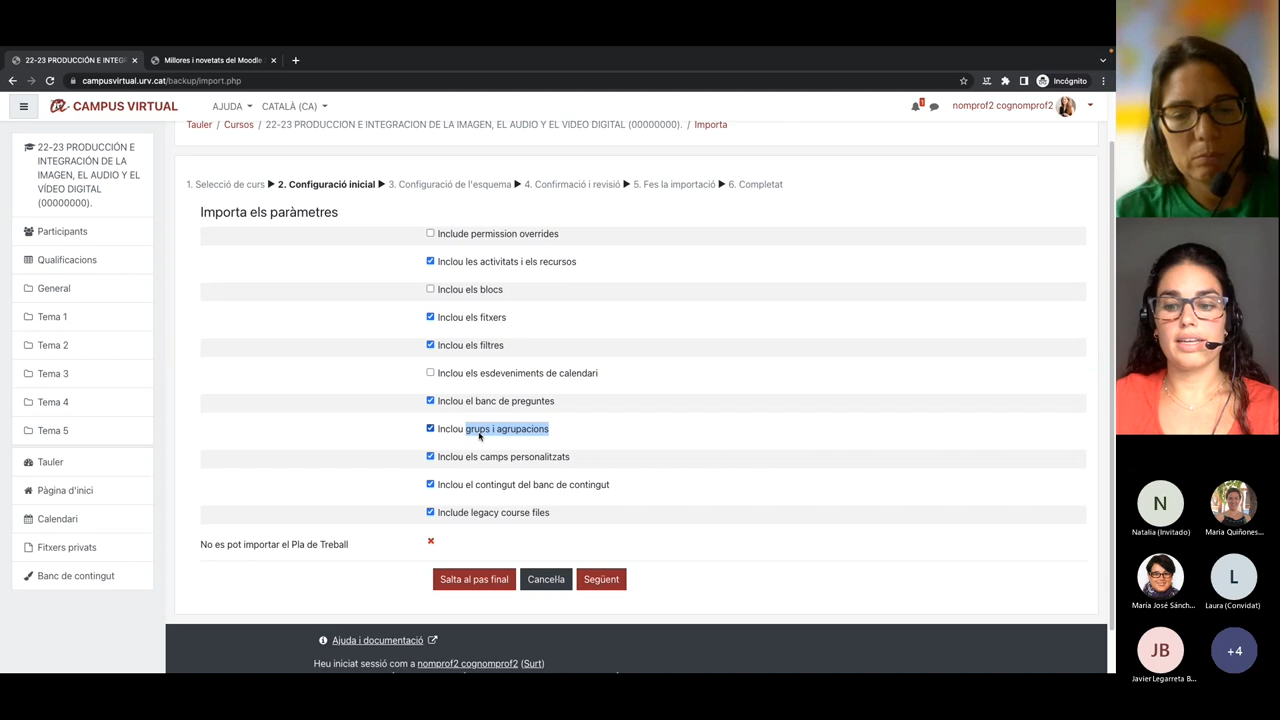 22-23 PRODUCCIÓN E INTEGR
Millores i novetats del Moodle
campusvirtual.urv.cat/backup/import.php
Incógnito
CAMPUS VIRTUAL
AJUDA
CATALÀ (CA)
1
nomprof2 cognomprof2
Tauler / Cursos / 22-23 PRODUCCIÓN E INTEGRACIÓN DE LA IMAGEN, EL AUDIO Y EL VÍDEO DIGITAL (00000000). / Importa
22-23 PRODUCCIÓN E
INTEGRACIÓN DE LA
IMAGEN, EL AUDIO Y EL
VÍDEO DIGITAL
(00000000).
Participants
Qualificacions
General
Tema 1
Tema 2
Tema 3
Tema 4
Tema 5
Tauler
Pàgina d'inici
Calendari
Fitxers privats
Banc de contingut
1. Selecció de curs ► 2. Configuració inicial ► 3. Configuració de l'esquema ► 4. Confirmació i revisió ► 5. Fes la importació ► 6. Completat
Importa els paràmetres
Include permission overrides
Inclou les activitats i els recursos
Inclou els blocs
Inclou els fitxers
Inclou els filtres
Inclou els esdeveniments de calendari
Inclou el banc de preguntes
Inclou grups i agrupacions
Inclou els camps personalitzats
Inclou el contingut del banc de contingut
Include legacy course files
No es pot importar el Pla de Treball
Salta al pas final
Cancel·la
Següent
Ajuda i documentació
Heu iniciat sessió com a nomprof2 cognomprof2 (Surt)
N
Natalia (Invitado)
Maria Quiñones...
María José Sánch...
L
Laura (Convidat)
JB
Javier Legarreta B...
+4